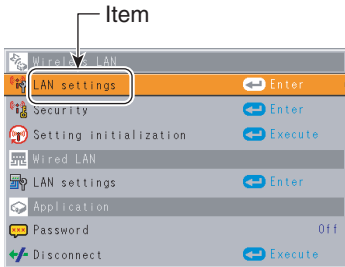 Item
Wireless LAN
LAN settings Enter
Security Enter
Setting initialization Execute
Wired LAN
LAN settings Enter
Application
Password Off
Disconnect Execute